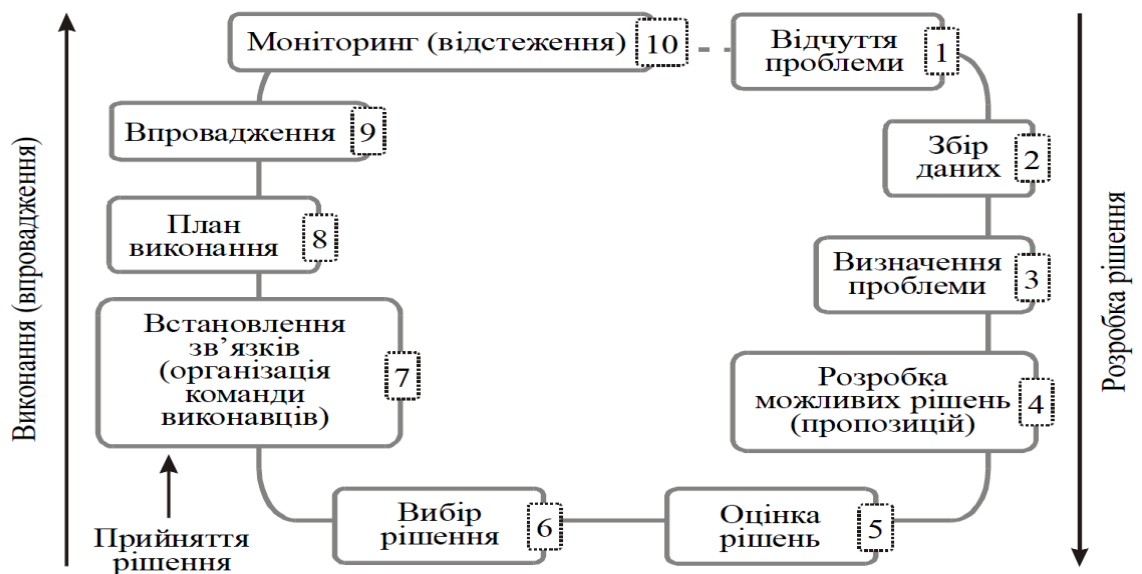 Виконання (впровадження)
Моніторинг (відстеження) 10
Відчуття
проблеми
1
Впровадження 9
Збір
даних
2
План
виконання
8
Визначення
проблеми
3
Встановлення
зв’язків
(організація
команди
виконавців)
7
Розробка
можливих рішень
(пропозицій)
4
Вибір
рішення
6
Оцінка
рішень
5
Прийняття
рішення
Розробка рішення